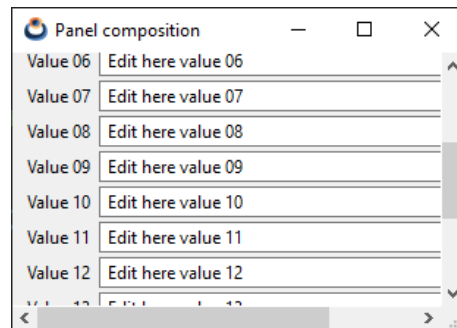 Panel composition
Value 06 Edit here value 06
Value 07 Edit here value 07
Value 08 Edit here value 08
Value 09 Edit here value 09
Value 10 Edit here value 10
Value 11 Edit here value 11
Value 12 Edit here value 12